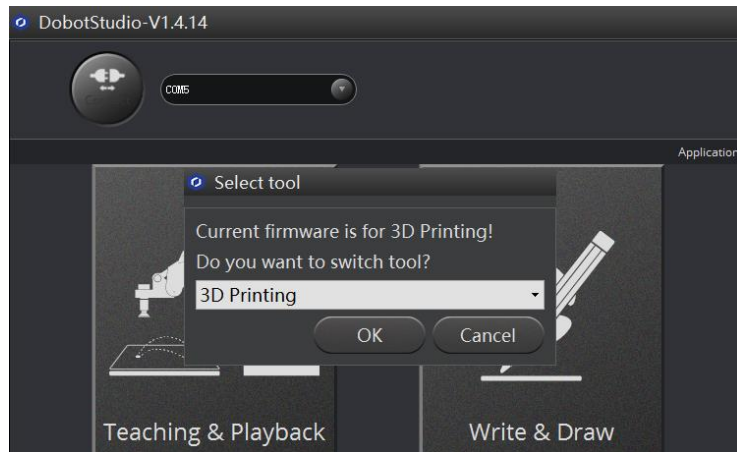 DobotStudio-V1.4.14
COM5
Application
Select tool
Current firmware is for 3D Printing!
Do you want to switch tool?
3D Printing
OK Cancel
Teaching & Playback Write & Draw